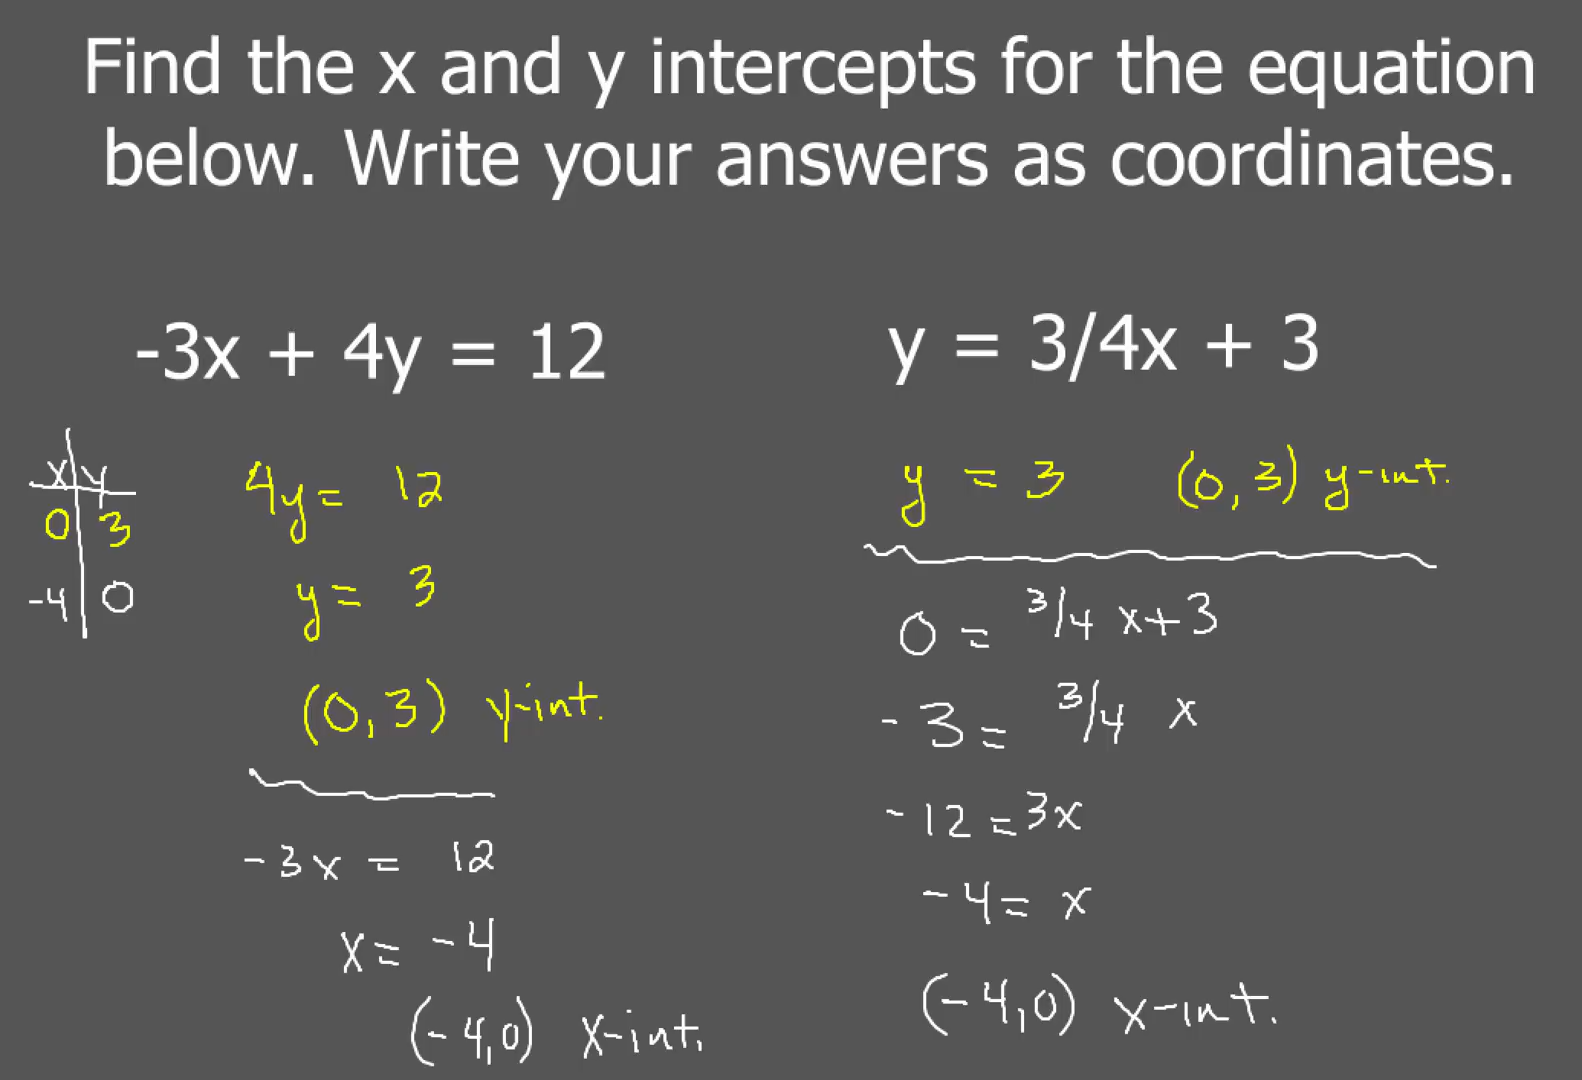 Find the x and y intercepts for the equation
below. Write your answers as coordinates.
-3x + 4y = 12
x y
0 3
-4 0
4y = 12
y = 3
(0,3) y-int.
-3x = 12
x = -4
(-4,0) x-int.
y = 3/4x + 3
y = 3 (0,3) y-int.
0 = 3/4 x+3
-3 = 3/4 x
-12 = 3x
-4 = x
(-4,0) x-int.